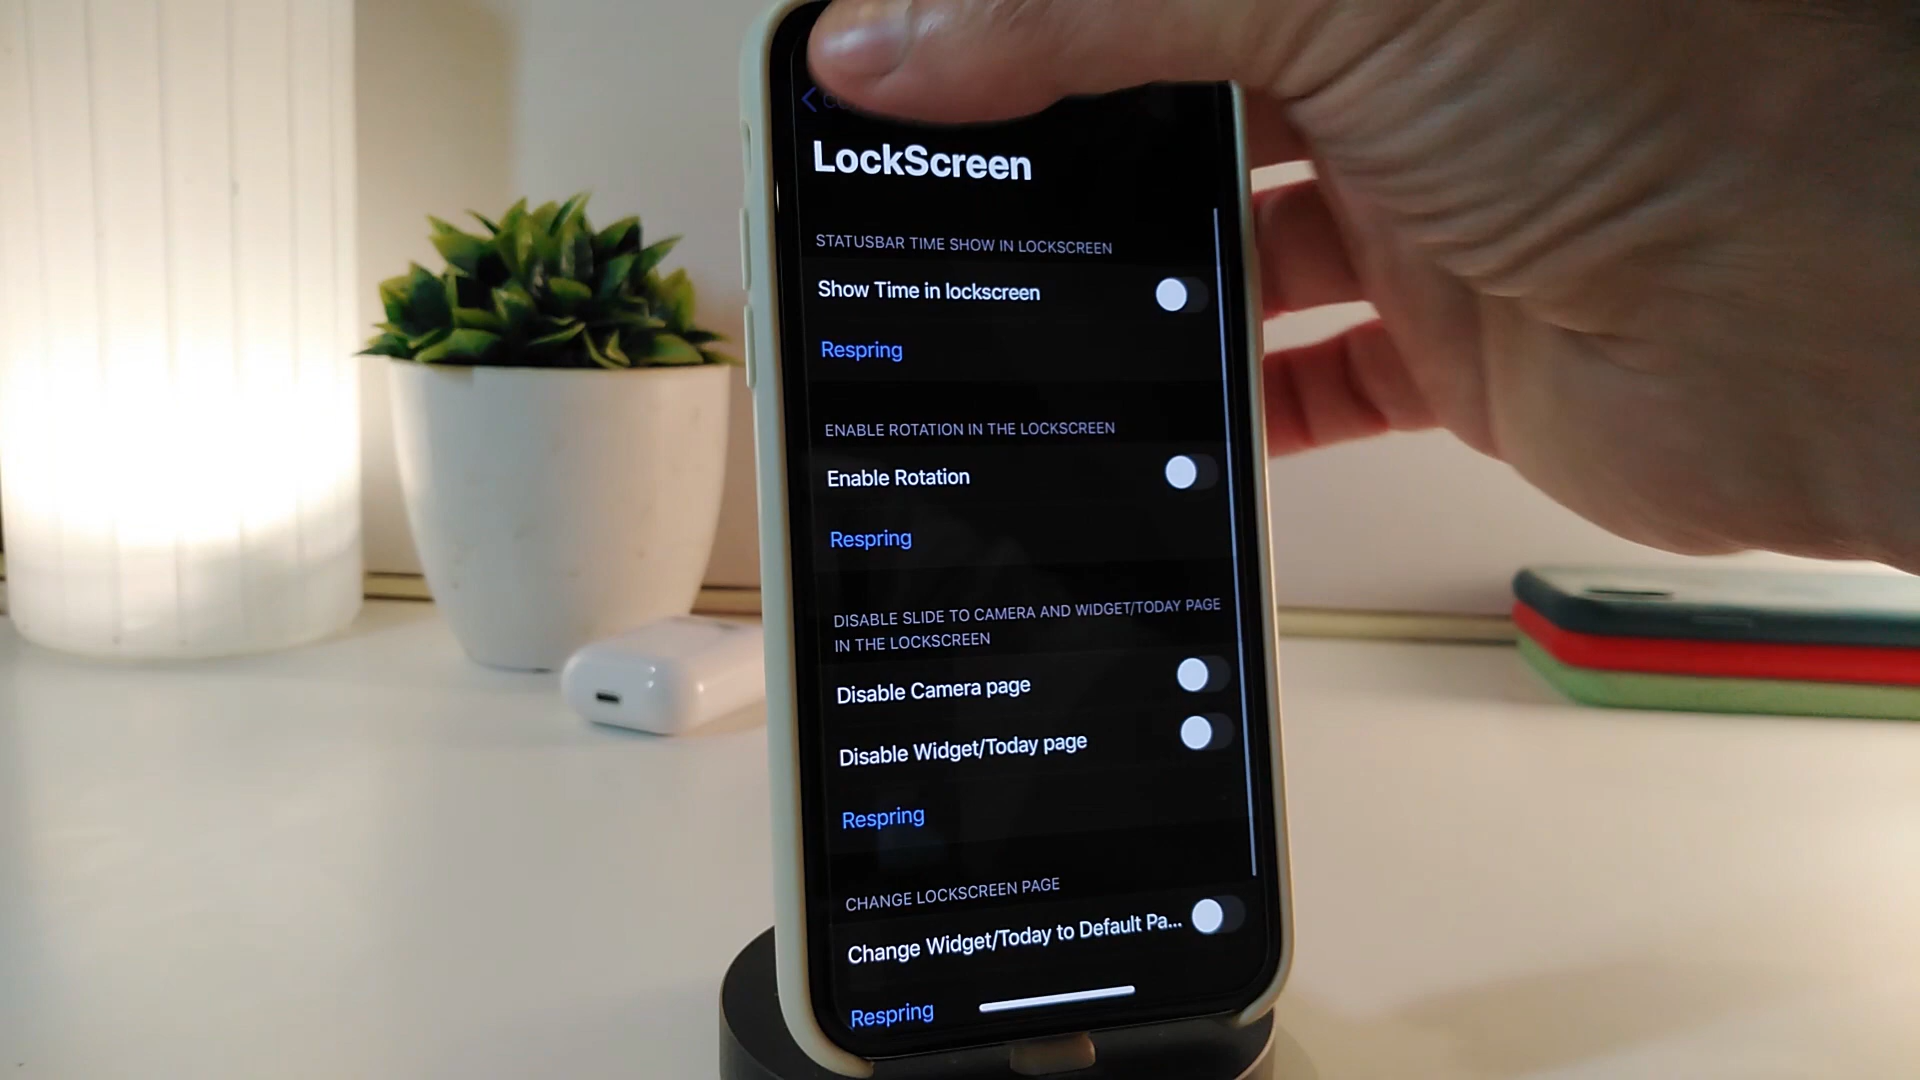 LockScreen
STATUSBAR TIME SHOW IN LOCKSCREEN
Show Time in lockscreen
Respring
ENABLE ROTATION IN THE LOCKSCREEN
Enable Rotation
Respring
DISABLE SLIDE TO CAMERA AND WIDGET/TODAY PAGE
IN THE LOCKSCREEN
Disable Camera page
Disable Widget/Today page
Respring
CHANGE LOCKSCREEN PAGE
Change Widget/Today to Default Pa...
Respring